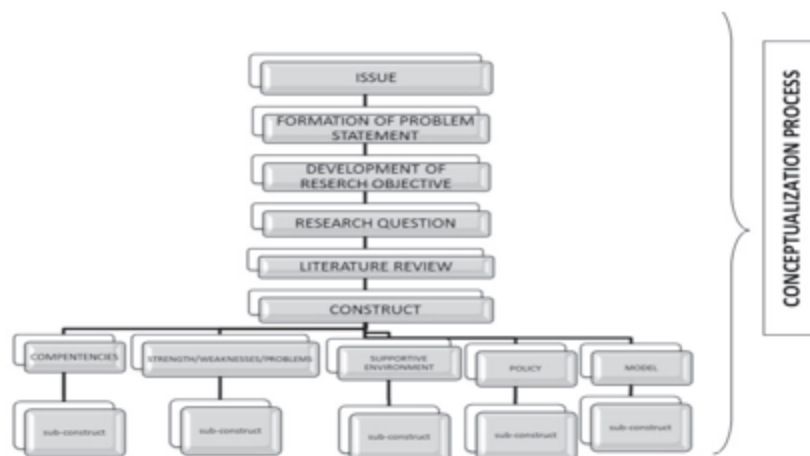 ISSUE
FORMATION OF PROBLEM
STATEMENT
DEVELOPMENT OF
RESERCH OBJECTIVE
RESEARCH QUESTION
LITERATURE REVIEW
CONSTRUCT
COMPENTENCIES
STRENGTH/WEAKNESSES/PROBLEMS
SUPPORTIVE
ENVIRONMENT
POLICY
MODEL
sub-construct
sub-construct
sub-construct
sub-construct
sub-construct
CONCEPTUALIZATION PROCESS